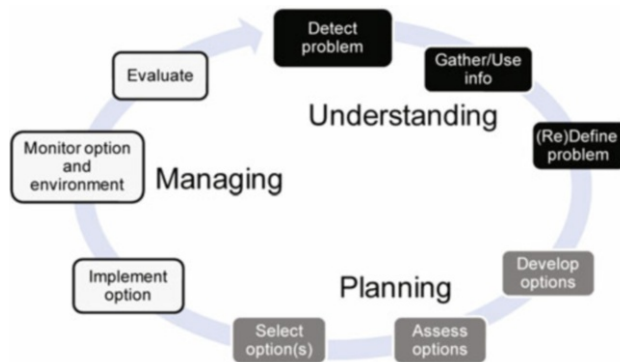 Detect
problem
Gather/Use
info
Understanding
(Re)Define
problem
Develop
options
Planning
Assess
options
Select
option(s)
Implement
option
Managing
Monitor option
and
environment
Evaluate